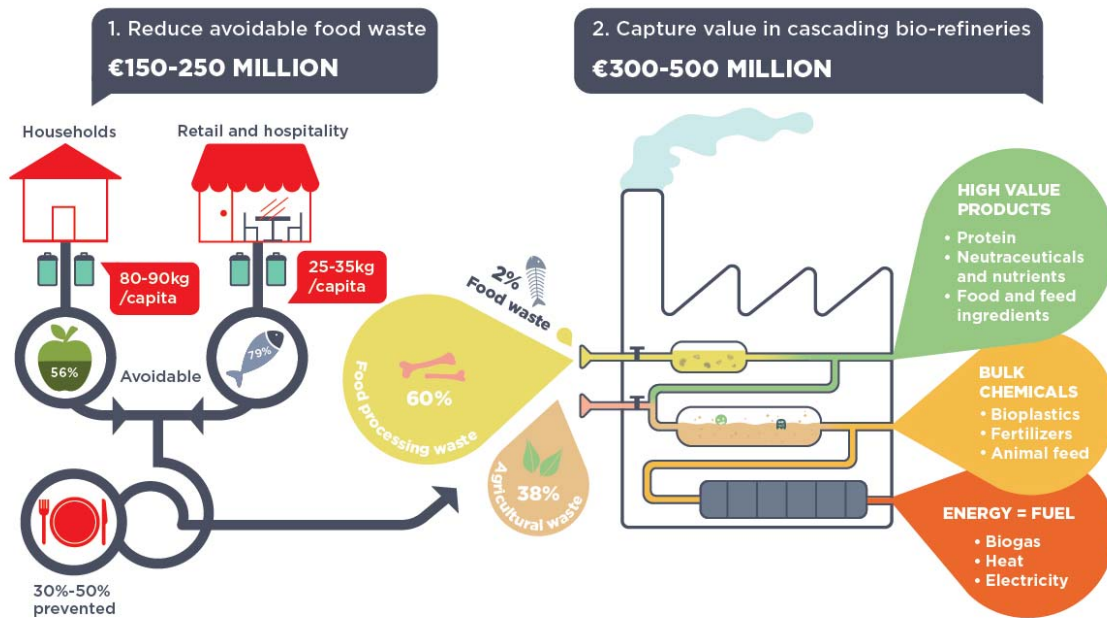 1. Reduce avoidable food waste
€150-250 MILLION
Households
Retail and hospitality
80-90kg
/capita
25-35kg
/capita
56%
79%
Avoidable
30%-50%
prevented
2. Capture value in cascading bio-refineries
€300-500 MILLION
2%
Food waste
60%
Food processing waste
38%
Agricultural waste
HIGH VALUE
PRODUCTS
• Protein
• Neutraceuticals
and nutrients
• Food and feed
ingredients
BULK
CHEMICALS
• Bioplastics
• Fertilizers
• Animal feed
ENERGY = FUEL
• Biogas
• Heat
• Electricity